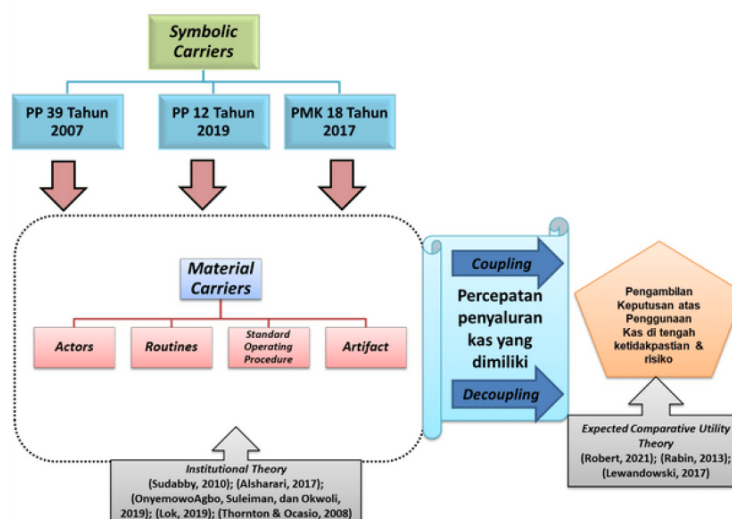 Symbolic
Carriers
PP 39 Tahun
2007
PP 12 Tahun
2019
PMK 18 Tahun
2017
Material
Carriers
Actors
Routines
Standard
Operating
Procedure
Artifact
Coupling
Percepatan
penyaluran
kas yang
dimiliki
Decoupling
Pengambilan
Keputusan atas
Penggunaan
Kas di tengah
ketidakpastian &
risiko
Institutional Theory
(Sudabby, 2010); (Alsharari, 2017);
(OnyemowoAgbo, Suleiman, dan Okwoli,
2019); (Lok, 2019); (Thornton & Ocasio, 2008)
Expected Comparative Utility
Theory
(Robert, 2021); (Rabin, 2013);
(Lewandowski, 2017)